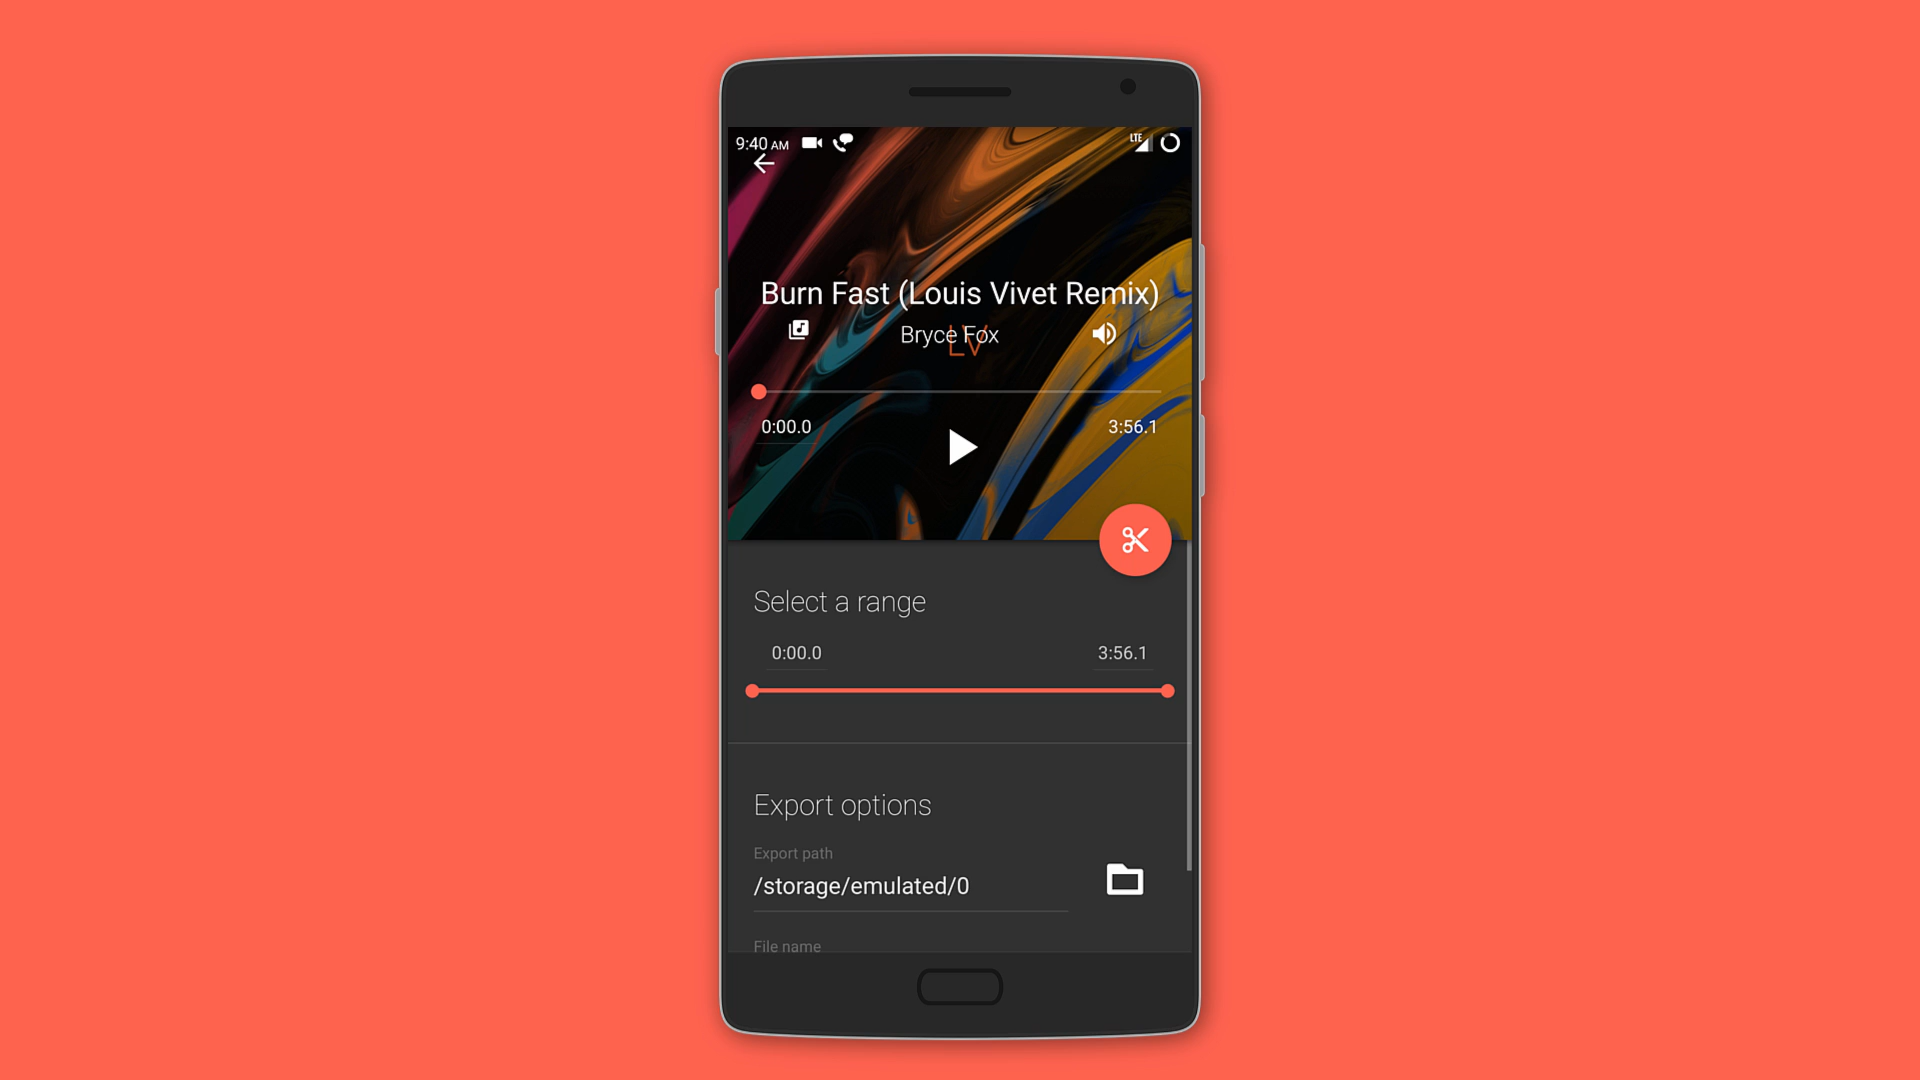 9:40 AM
LTE
Burn Fast (Louis Vivet Remix)
Bryce Fox
LV
0:00.0
3:56.1
Select a range
0:00.0
3:56.1
Export options
Export path
/storage/emulated/0
File name